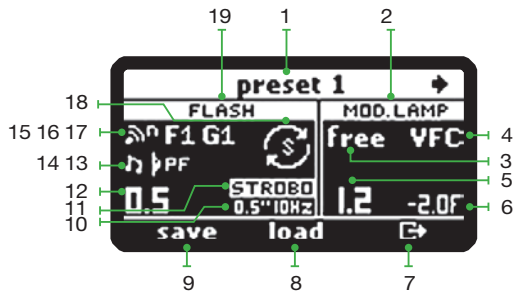 19 1 2
preset 1
18 FLASH MOD.LAMP
15 16 17 n F1 G1 S free VFC 4
3
14 13 PF 5
12 0.5 STROBO 1.2 -2.0F 6
11 0.5"10Hz
10
save load
9 8 7